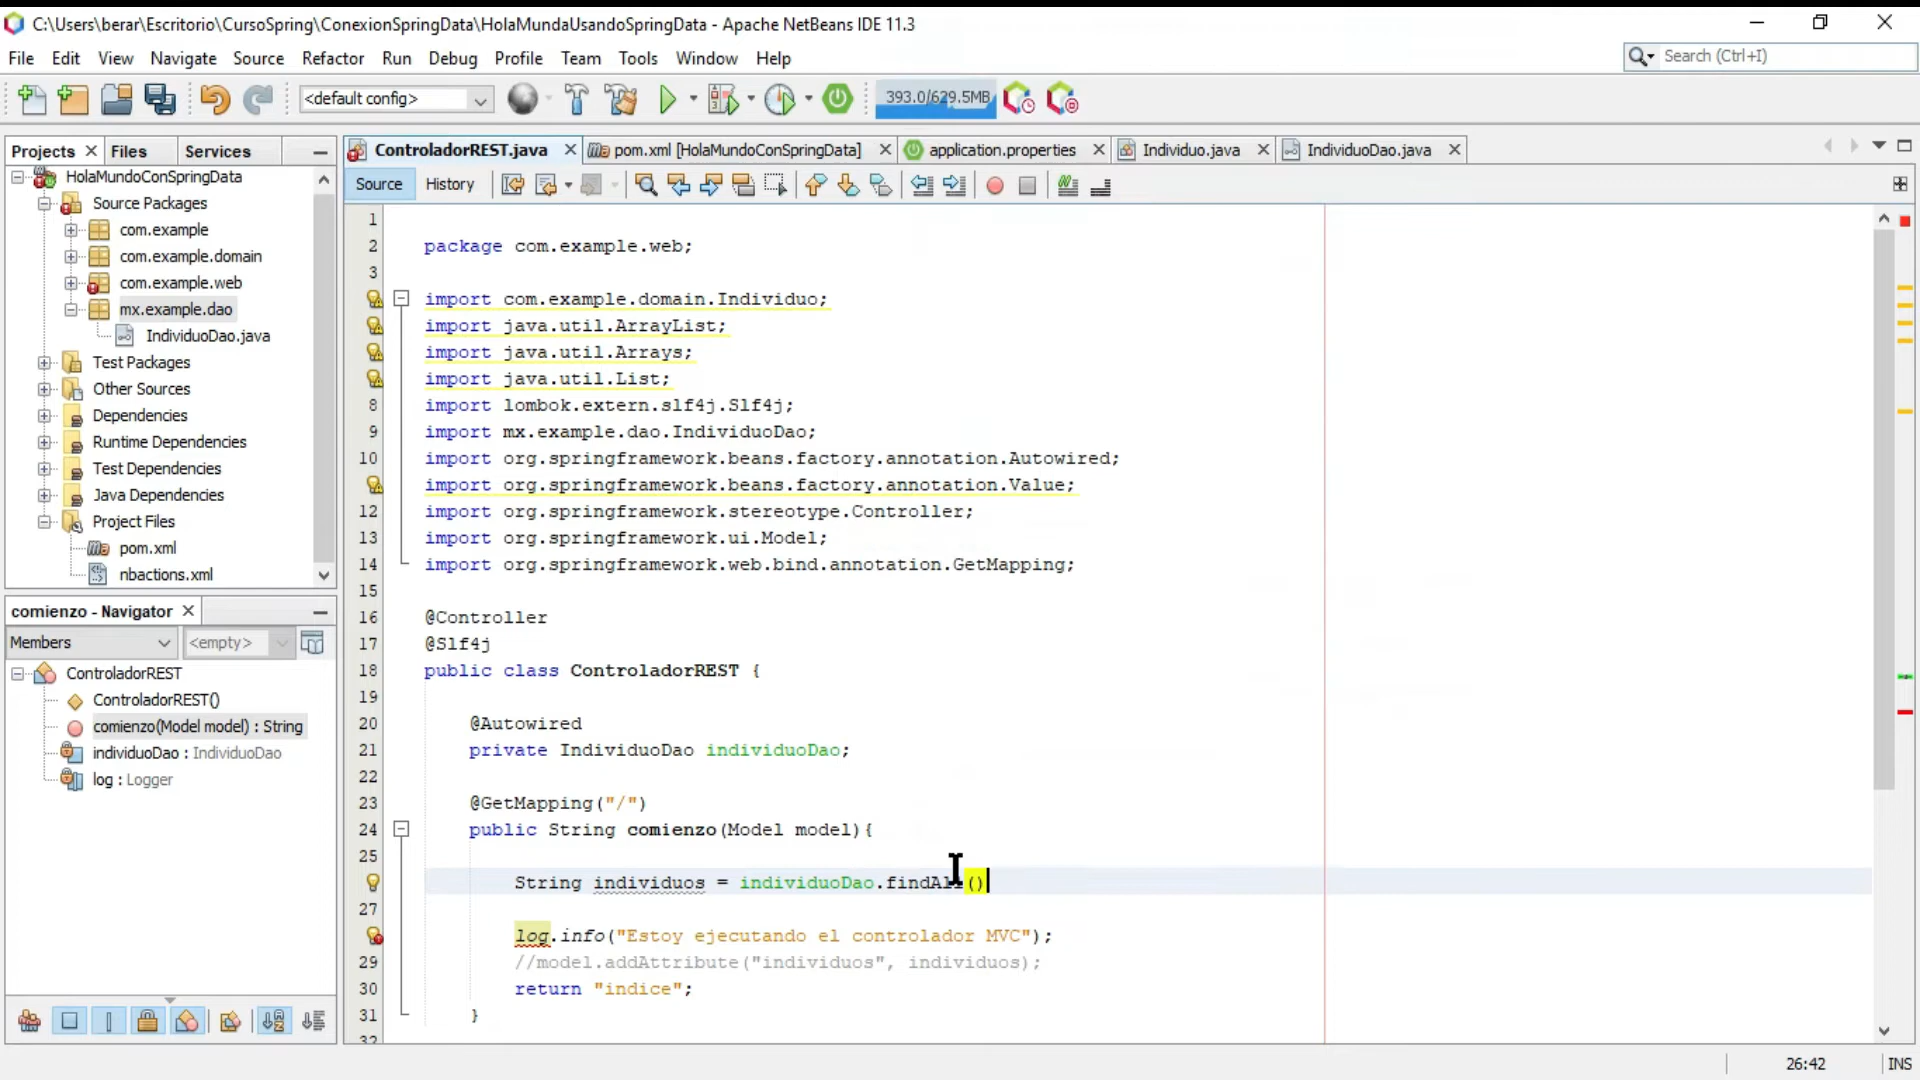 C:\Users\berar\Escritorio\CursoSpring\ConexionSpringData\HolaMundaUsandoSpringData - Apache NetBeans IDE 11.3
File Edit View Navigate Source Refactor Run Debug Profile Team Tools Window Help
Search (Ctrl+I)
<default config>
393.0/629.5MB
Projects Files Services
ControladorREST.java pom.xml [HolaMundoConSpringData] application.properties Individuo.java IndividuoDao.java
Source History
HolaMundoConSpringData
Source Packages
com.example
com.example.domain
com.example.web
mx.example.dao
IndividuoDao.java
Test Packages
Other Sources
Dependencies
Runtime Dependencies
Test Dependencies
Java Dependencies
Project Files
pom.xml
nbactions.xml
comienzo - Navigator
Members <empty>
ControladorREST
ControladorREST()
comienzo(Model model) : String
individuoDao : IndividuoDao
log : Logger
1
2 package com.example.web;
3
import com.example.domain.Individuo;
import java.util.ArrayList;
import java.util.Arrays;
import java.util.List;
8 import lombok.extern.slf4j.Slf4j;
9 import mx.example.dao.IndividuoDao;
10 import org.springframework.beans.factory.annotation.Autowired;
import org.springframework.beans.factory.annotation.Value;
12 import org.springframework.stereotype.Controller;
13 import org.springframework.ui.Model;
14 import org.springframework.web.bind.annotation.GetMapping;
15
16 @Controller
17 @Slf4j
18 public class ControladorREST {
19
20 @Autowired
21 private IndividuoDao individuoDao;
22
23 @GetMapping("/")
24 public String comienzo(Model model){
25
String individuos = individuoDao.findAll()
27
log.info("Estoy ejecutando el controlador MVC");
29 //model.addAttribute("individuos", individuos);
30 return "indice";
31 }
32
26:42 INS